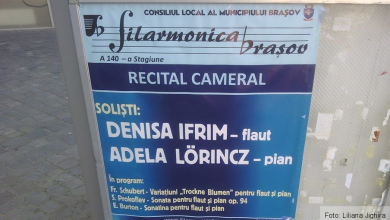 CONSILIUL LOCAL AL MUNICIPIULUI BRAŞOV
filarmonica
braşov
A 140 – a Stagiune
RECITAL CAMERAL
SOLIŞTI:
DENISA IFRIM – flaut
ADELA LÖRINCZ – pian
În program:
Fr. Schubert - Variaţiuni „Trockne Blumen” pentru flaut şi pian
S. Prokofiev - Sonata pentru flaut şi pian op. 94
E. Burton - Sonatina pentru flaut şi pian
Foto: Liliana Jighira